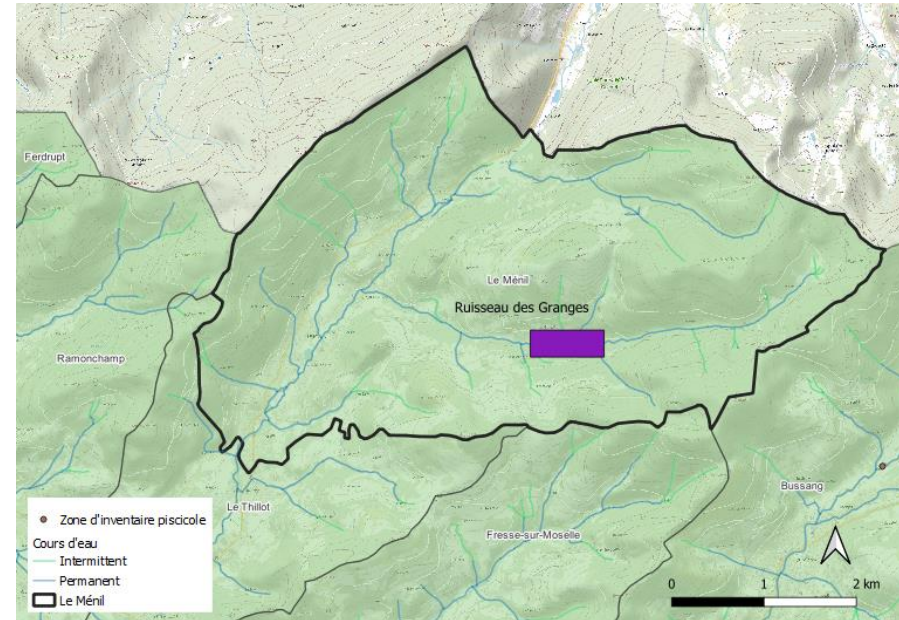 Ferdrupt
Le Ménil
Ruisseau des Granges
Ramonchamp
Le Thillot
Bussang
Fresse-sur-Moselle
Zone d'inventaire piscicole
Cours d'eau
Intermittent
Permanent
Le Ménil
0 1 2 km